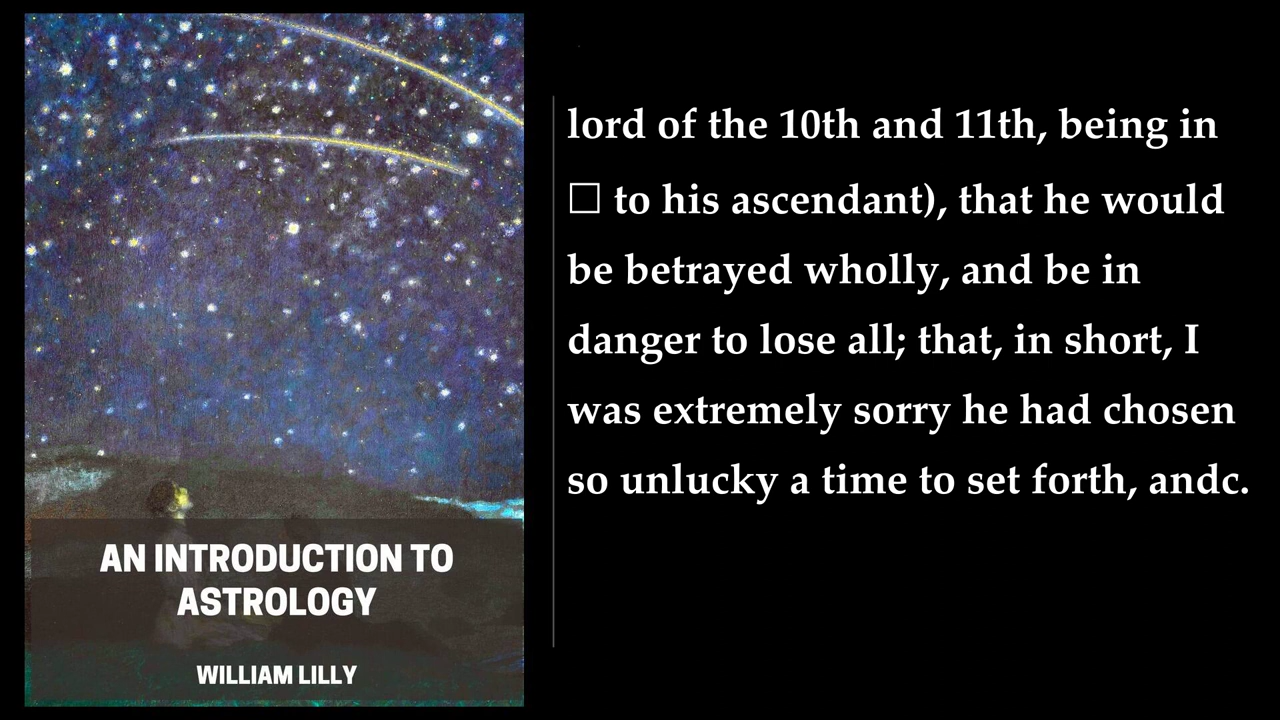 AN INTRODUCTION TO
ASTROLOGY
WILLIAM LILLY
lord of the 10th and 11th, being in
□ to his ascendant), that he would
be betrayed wholly, and be in
danger to lose all; that, in short, I
was extremely sorry he had chosen
so unlucky a time to set forth, andc.